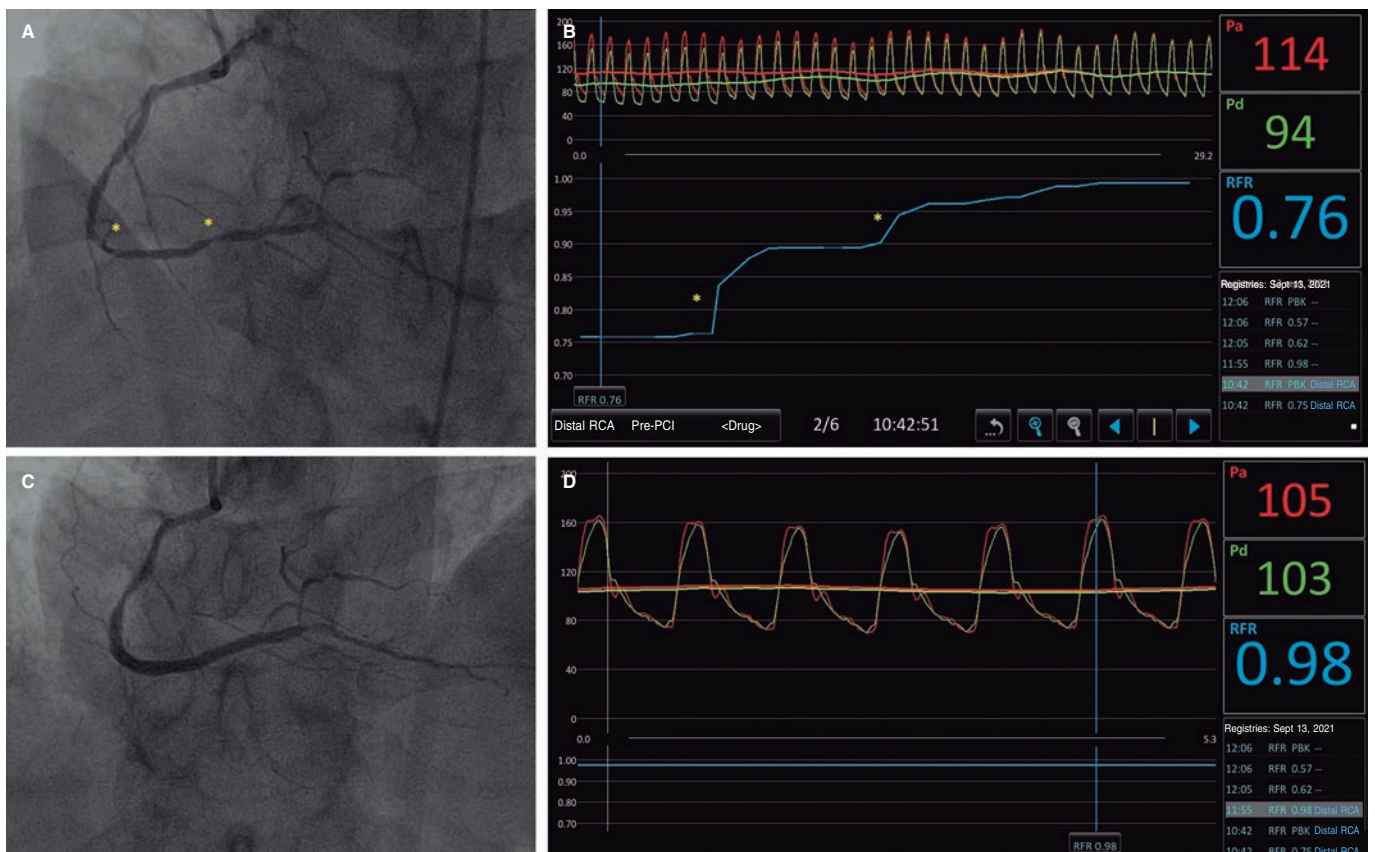 A
*
*
B
200
160
120
80
40
0
0.0
29.2
1.00
0.95
0.90
0.85
0.80
0.75
0.70
*
*
RFR 0.76
Distal RCA Pre-PCI <Drug> 2/6 10:42:51
Pa
114
Pd
94
RFR
0.76
Registries: Sept 13, 2021
12:06 RFR PBK --
12:06 RFR 0.57 --
12:05 RFR 0.62 --
11:55 RFR 0.98 --
10:42 RFR PBK Distal RCA
10:42 RFR 0.75 Distal RCA
C
D
200
160
120
80
40
0
0.0
5.3
1.00
0.90
0.80
0.70
RFR 0.98
Pa
105
Pd
103
RFR
0.98
Registries: Sept 13, 2021
12:06 RFR PBK --
12:06 RFR 0.57 --
12:05 RFR 0.62 --
11:55 RFR 0.98 Distal RCA
10:42 RFR PBK Distal RCA
10:42 RFR 0.75 Distal RCA